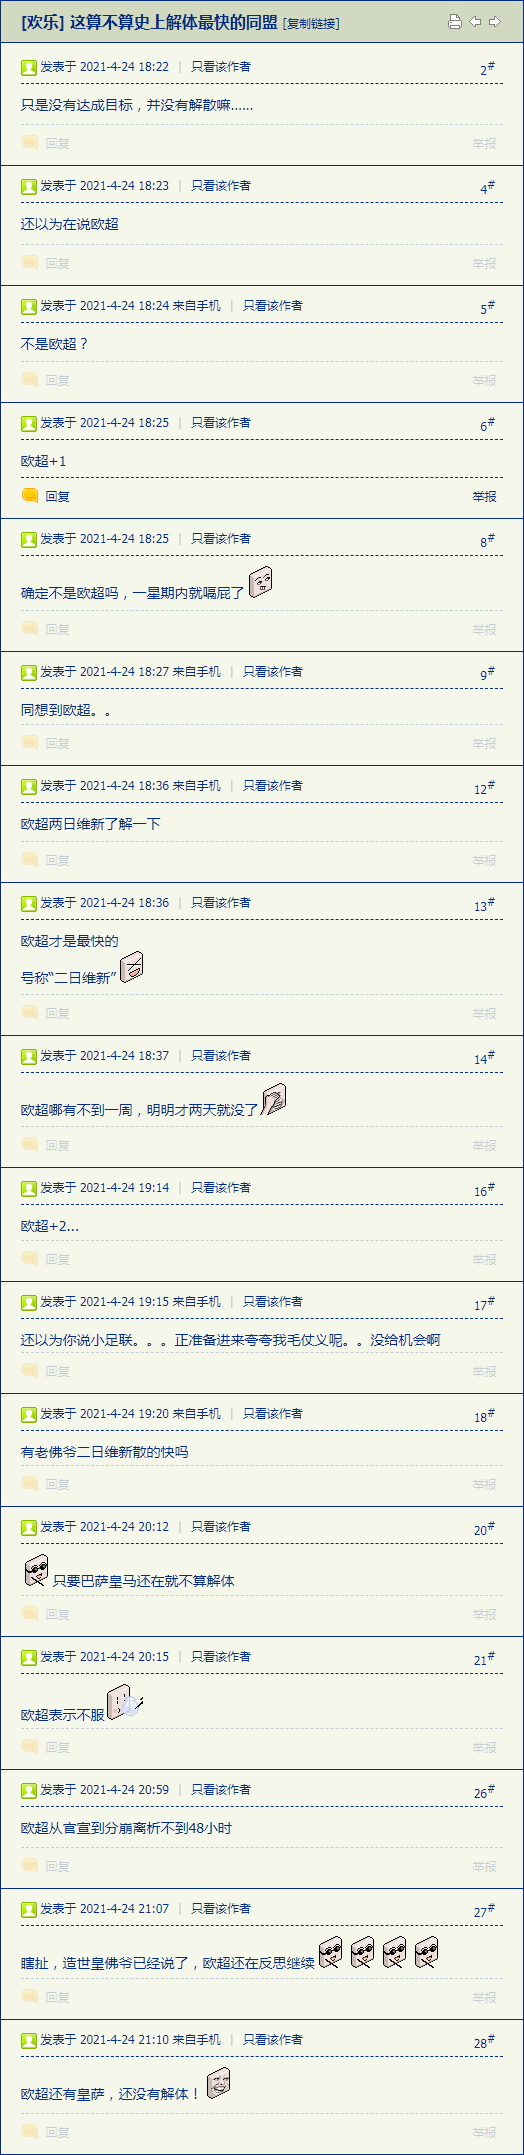 [欢乐] 这算不算史上解体最快的同盟 [复制链接]
发表于 2021-4-24 18:22 | 只看该作者 2#
只是没有达成目标，并没有解散嘛……
回复 举报
发表于 2021-4-24 18:23 | 只看该作者 4#
还以为在说欧超
回复 举报
发表于 2021-4-24 18:24 来自手机 | 只看该作者 5#
不是欧超？
回复 举报
发表于 2021-4-24 18:25 | 只看该作者 6#
欧超+1
回复 举报
发表于 2021-4-24 18:25 | 只看该作者 8#
确定不是欧超吗，一星期内就嗝屁了
回复 举报
发表于 2021-4-24 18:27 来自手机 | 只看该作者 9#
同想到欧超。。
回复 举报
发表于 2021-4-24 18:36 来自手机 | 只看该作者 12#
欧超两日维新了解一下
回复 举报
发表于 2021-4-24 18:36 | 只看该作者 13#
欧超才是最快的
号称“二日维新”
回复 举报
发表于 2021-4-24 18:37 | 只看该作者 14#
欧超哪有不到一周，明明才两天就没了
回复 举报
发表于 2021-4-24 19:14 | 只看该作者 16#
欧超+2...
回复 举报
发表于 2021-4-24 19:15 来自手机 | 只看该作者 17#
还以为你说小足联。。。正准备进来夸夸我毛仗义呢。。没给机会啊
回复 举报
发表于 2021-4-24 19:20 来自手机 | 只看该作者 18#
有老佛爷二日维新散的快吗
回复 举报
发表于 2021-4-24 20:12 | 只看该作者 20#
只要巴萨皇马还在就不算解体
回复 举报
发表于 2021-4-24 20:15 | 只看该作者 21#
欧超表示不服
回复 举报
发表于 2021-4-24 20:59 | 只看该作者 26#
欧超从官宣到分崩离析不到48小时
回复 举报
发表于 2021-4-24 21:07 | 只看该作者 27#
瞎扯，造世皇佛爷已经说了，欧超还在反思继续
回复 举报
发表于 2021-4-24 21:10 来自手机 | 只看该作者 28#
欧超还有皇萨，还没有解体！
回复 举报